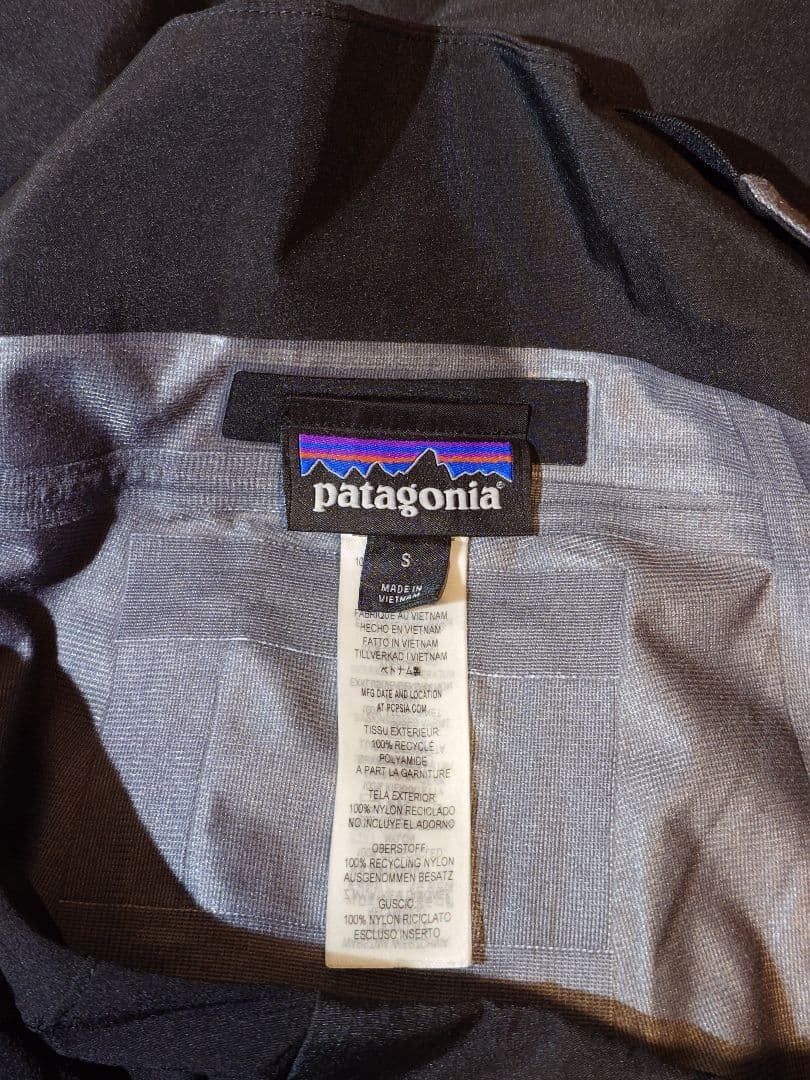 patagonia®
S
MADE IN
VIETNAM
10
FABRIQUÉ AU VIETNAM
HECHO EN VIETNAM
FATTO IN VIETNAM
TILLVERKAD I VIETNAM
ベトナム製
MFG DATE AND LOCATION
AT PCPSIA.COM
TISSU EXTERIEUR:
100% RECYCLÉ
POLYAMIDE
A PART LA GARNITURE
TELA EXTERIOR:
100% NYLON RECICLADO
NO INCLUYE EL ADORNO
OBERSTOFF:
100% RECYCLING NYLON
AUSGENOMMEN BESATZ
GUSCIO:
100% NYLON RICICLATO
ESCLUSO INSERTO